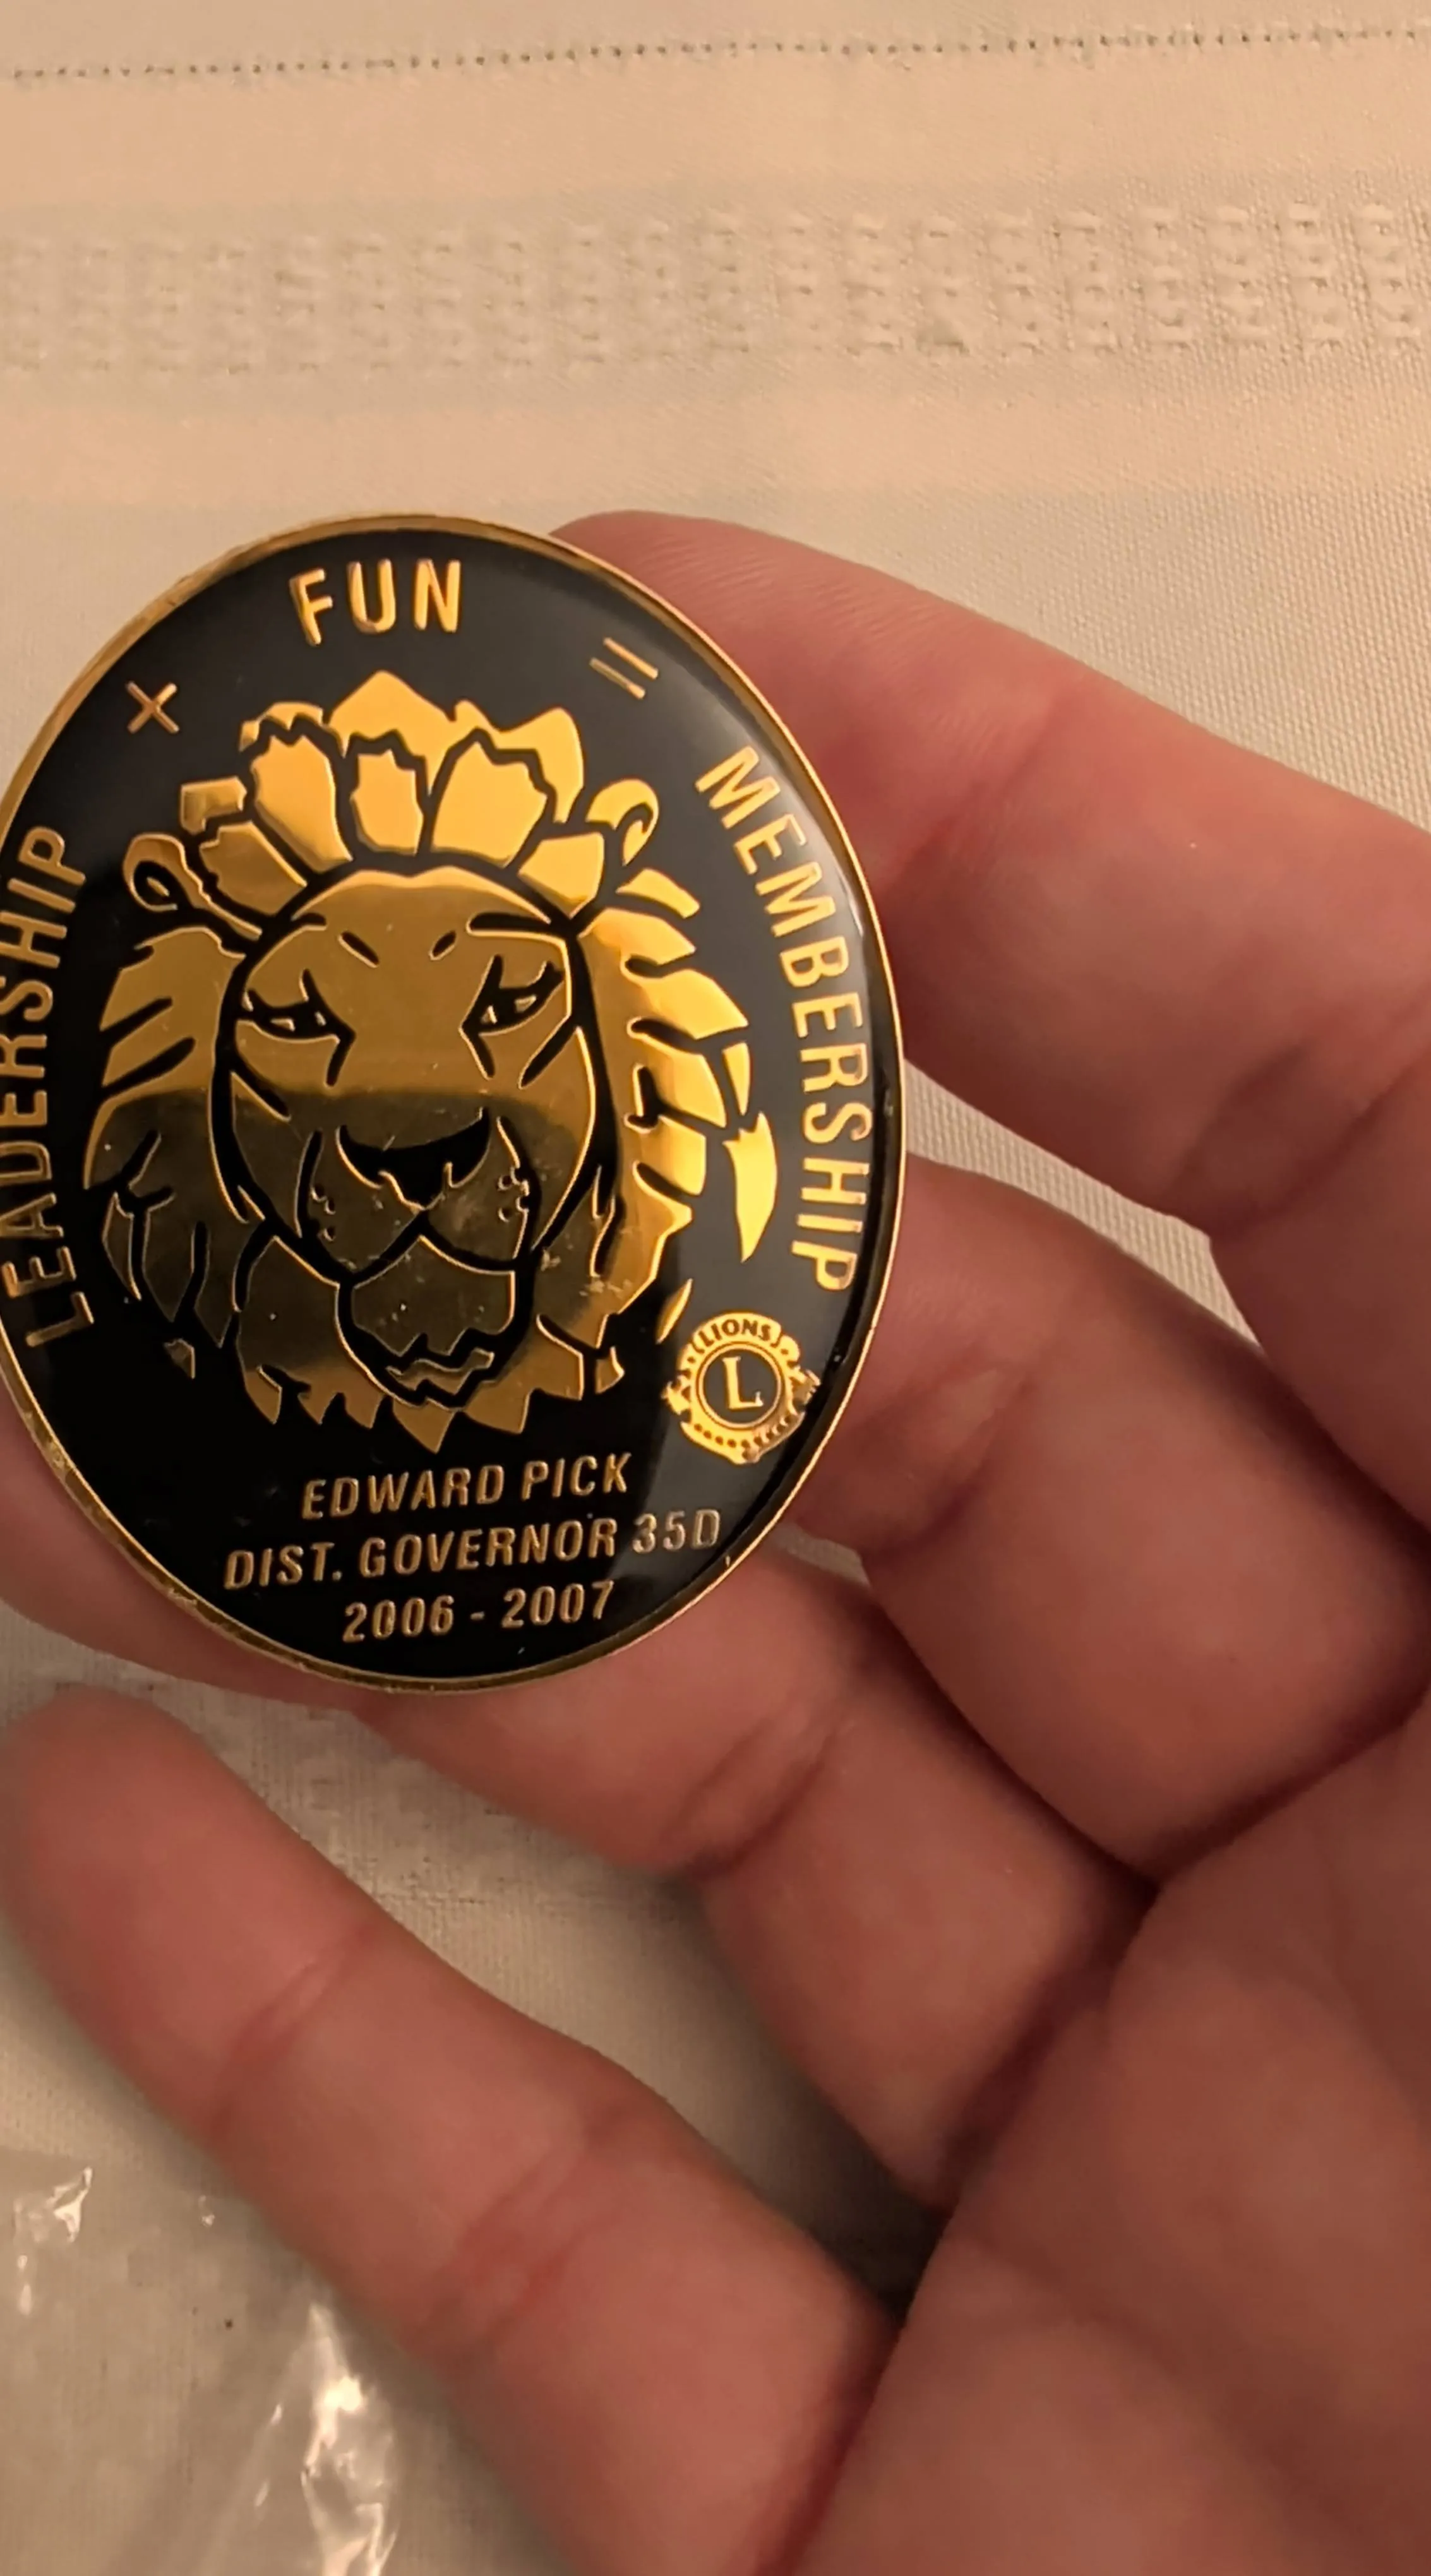 LEADERSHIP × FUN = MEMBERSHIP
LIONS
L
EDWARD PICK
DIST. GOVERNOR 35D
2006 - 2007